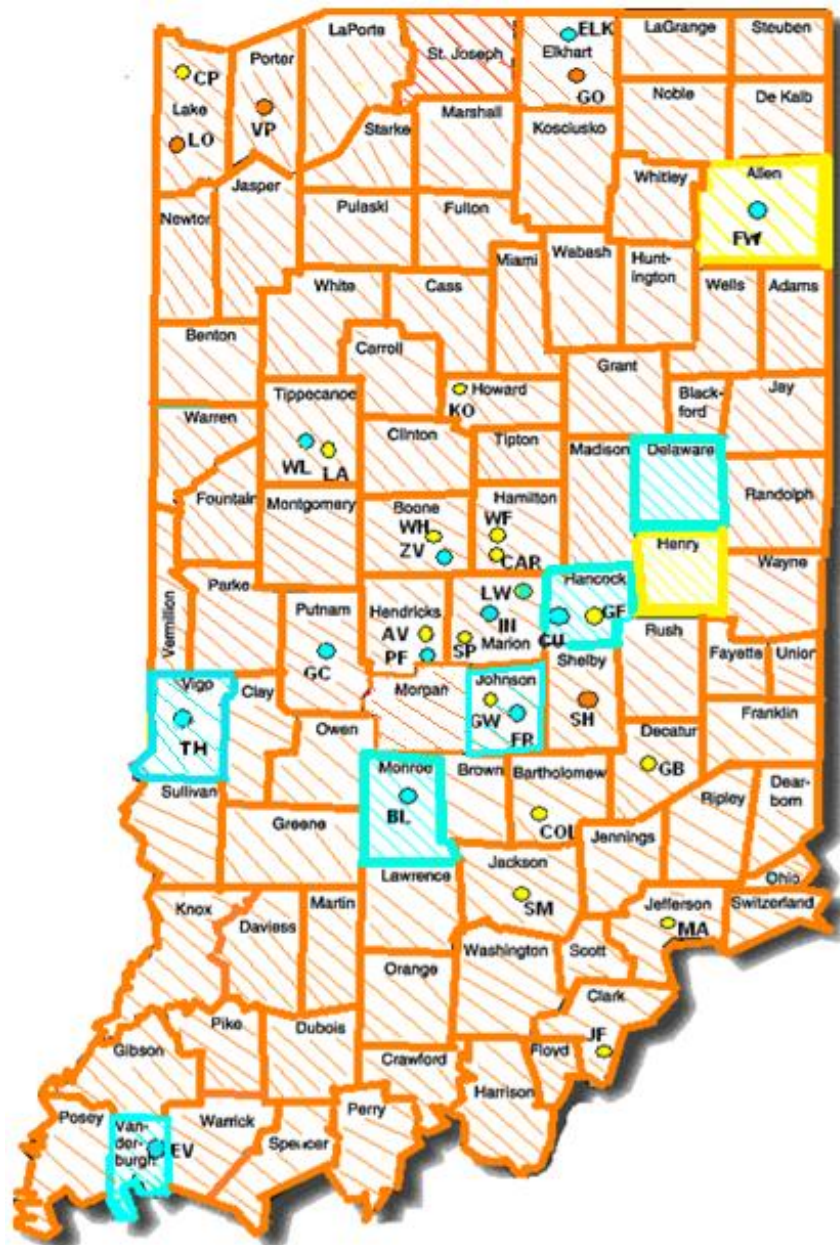 LaPorte
St. Joseph
ELK
Elkhart
GO
LaGrange
Steuben
Porter
CP
Lake
LO
VP
Noble
De Kalb
Marshall
Starke
Kosciusko
Whitley
Allen
FW
Jasper
Newton
Pulaski
Fulton
Miami
Wabash
Hunt-
ington
Wells
Adams
White
Cass
Benton
Carroll
Grant
Black-
ford
Jay
Tippecanoe
WL
LA
Howard
KO
Warren
Clinton
Tipton
Madison
Delaware
Randolph
Fountain
Montgomery
Boone
WH
ZV
Hamilton
WF
CAR
Henry
Wayne
Vermillion
Parke
Putnam
GC
Hendricks
AV
PF
LW
IN
SP
Marion
Hancock
CU
GF
Rush
Fayette
Union
Vigo
TH
Clay
Owen
Morgan
Johnson
GW
FR
Shelby
SH
Decatur
GB
Franklin
Sullivan
Greene
Monroe
BL
Brown
Bartholomew
COL
Jennings
Ripley
Dear-
born
Ohio
Switzerland
Jefferson
MA
Jackson
SM
Lawrence
Knox
Daviess
Martin
Orange
Washington
Scott
Clark
JF
Floyd
Harrison
Crawford
Dubois
Pike
Gibson
Posey
Van-
der-
burgh
EV
Warrick
Spencer
Perry